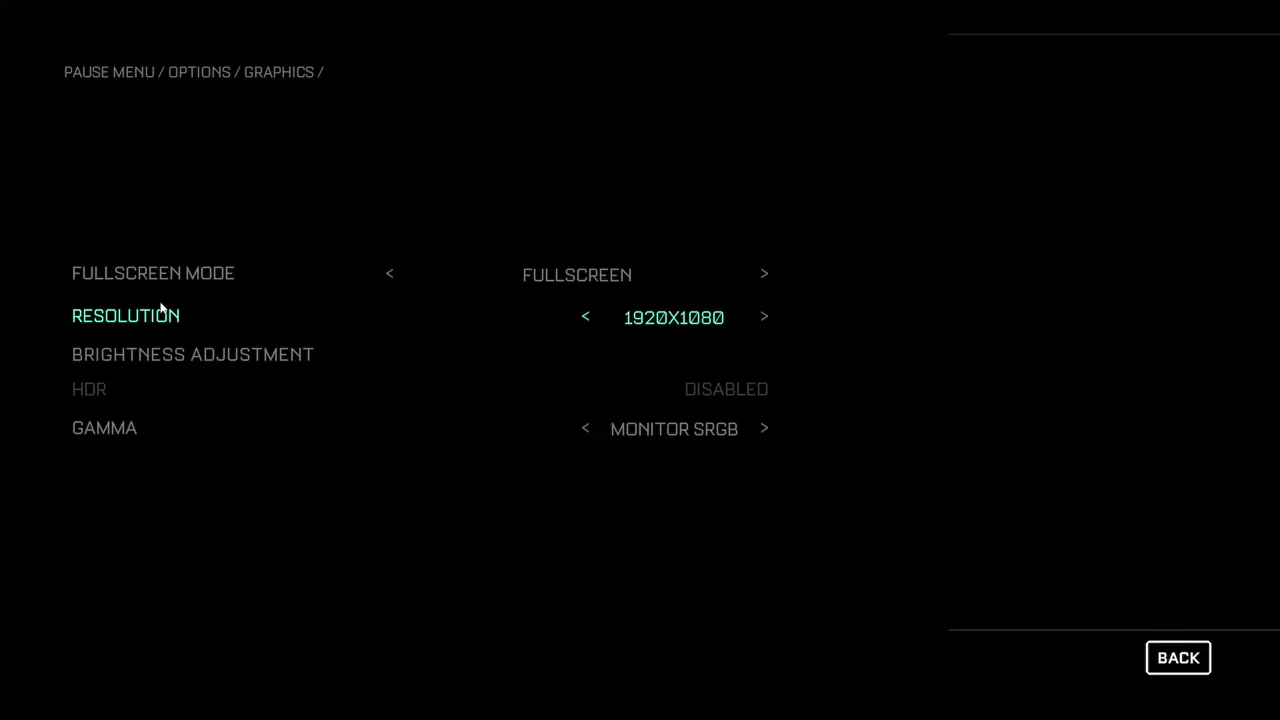 PAUSE MENU / OPTIONS / GRAPHICS /
FULLSCREEN MODE < FULLSCREEN >
RESOLUTION < 1920X1080 >
BRIGHTNESS ADJUSTMENT
HDR DISABLED
GAMMA < MONITOR SRGB >
BACK